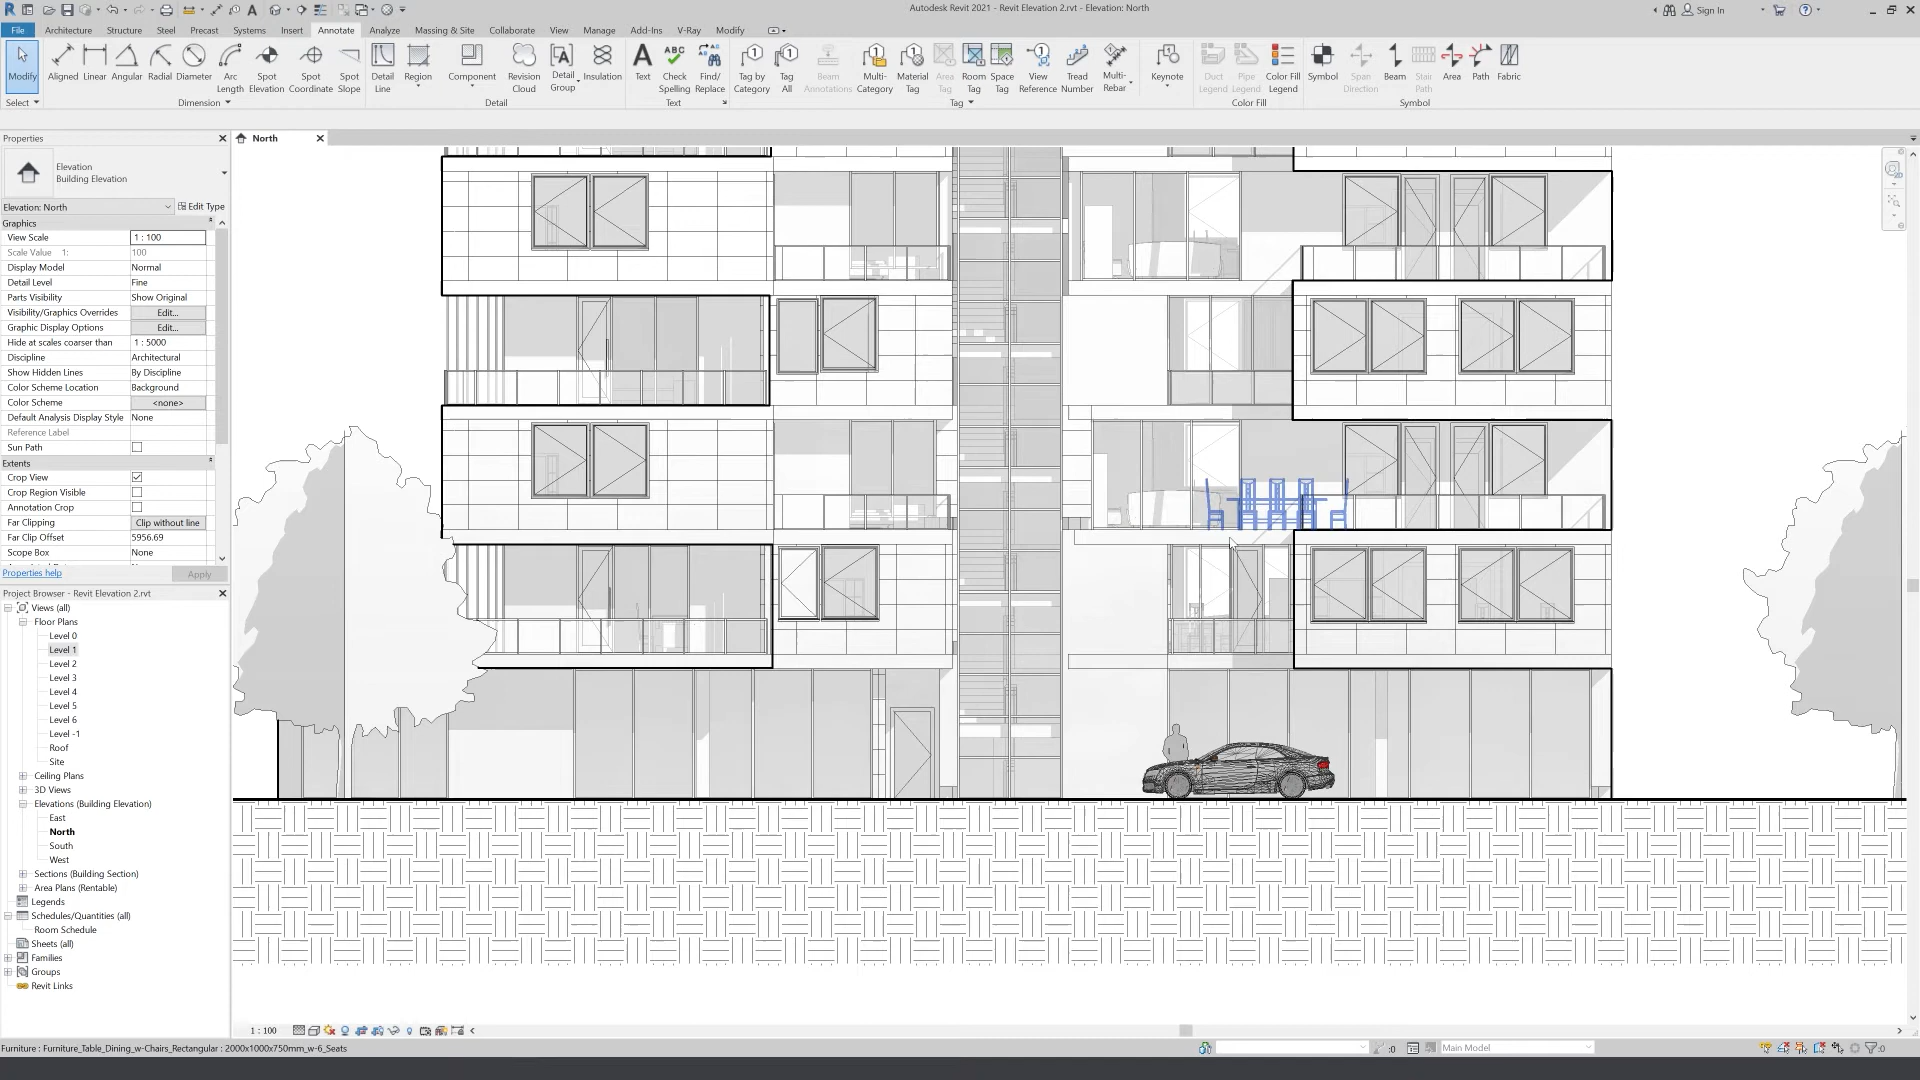 Autodesk Revit 2021 - Revit Elevation 2.rvt - Elevation: North
Sign In
File Architecture Structure Steel Precast Systems Insert Annotate Analyze Massing & Site Collaborate View Manage Add-Ins V-Ray Modify
Modify
Aligned
Linear
Angular
Radial
Diameter
Arc Length
Spot Elevation
Spot Coordinate
Spot Slope
Detail Line
Region
Component
Revision Cloud
Detail Group
Insulation
Text
ABC
Check Spelling
Find/ Replace
Tag by Category
Tag All
Beam Annotations
Multi- Category
Material Tag
Area Tag
Room Tag
Space Tag
View Reference
Tread Number
Multi- Rebar
Keynote
Duct Legend
Pipe Legend
Color Fill Legend
Symbol
Span Direction
Beam
Stair Path
Area
Path
Fabric
Select
Dimension
Detail
Text
Tag
Color Fill
Symbol
Properties
North
Elevation
Building Elevation
Elevation: North
Edit Type
Graphics
View Scale 1 : 100
Scale Value 1: 100
Display Model Normal
Detail Level Fine
Parts Visibility Show Original
Visibility/Graphics Overrides Edit...
Graphic Display Options Edit...
Hide at scales coarser than 1 : 5000
Discipline Architectural
Show Hidden Lines By Discipline
Color Scheme Location Background
Color Scheme <none>
Default Analysis Display Style None
Reference Label
Sun Path
Extents
Crop View
Crop Region Visible
Annotation Crop
Far Clipping Clip without line
Far Clip Offset 5956.69
Scope Box None
Properties help
Apply
Project Browser - Revit Elevation 2.rvt
Views (all)
Floor Plans
Level 0
Level 1
Level 2
Level 3
Level 4
Level 5
Level 6
Level -1
Roof
Site
Ceiling Plans
3D Views
Elevations (Building Elevation)
East
North
South
West
Sections (Building Section)
Area Plans (Rentable)
Legends
Schedules/Quantities (all)
Room Schedule
Sheets (all)
Families
Groups
Revit Links
1 : 100
Furniture : Furniture_Table_Dining_w-Chairs_Rectangular : 2000x1000x750mm_w-6_Seats
:0
Main Model
:0